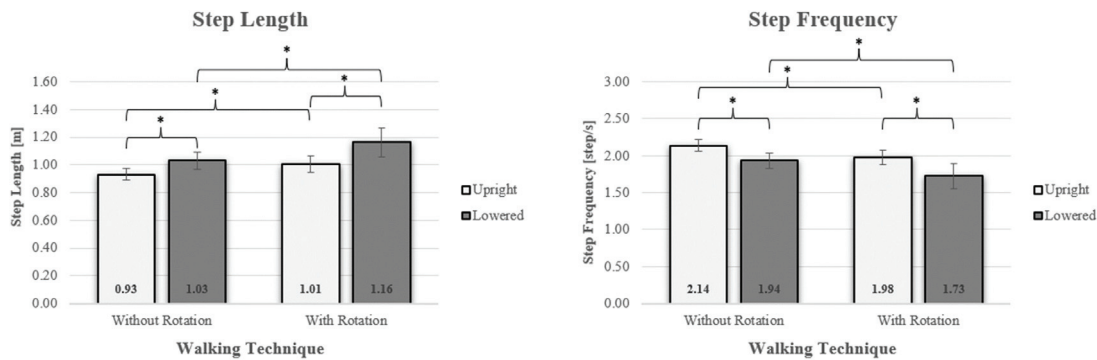 Step Length
*
*
*
*
1.60
1.40
1.20
1.00
0.80
0.60
0.40
0.20
0.00
Step Length [m]
0.93
1.03
1.01
1.16
Upright
Lowered
Without Rotation
With Rotation
Walking Technique
Step Frequency
*
*
*
*
3.00
2.50
2.00
1.50
1.00
0.50
0.00
Step Frequency [step/s]
2.14
1.94
1.98
1.73
Upright
Lowered
Without Rotation
With Rotation
Walking Technique